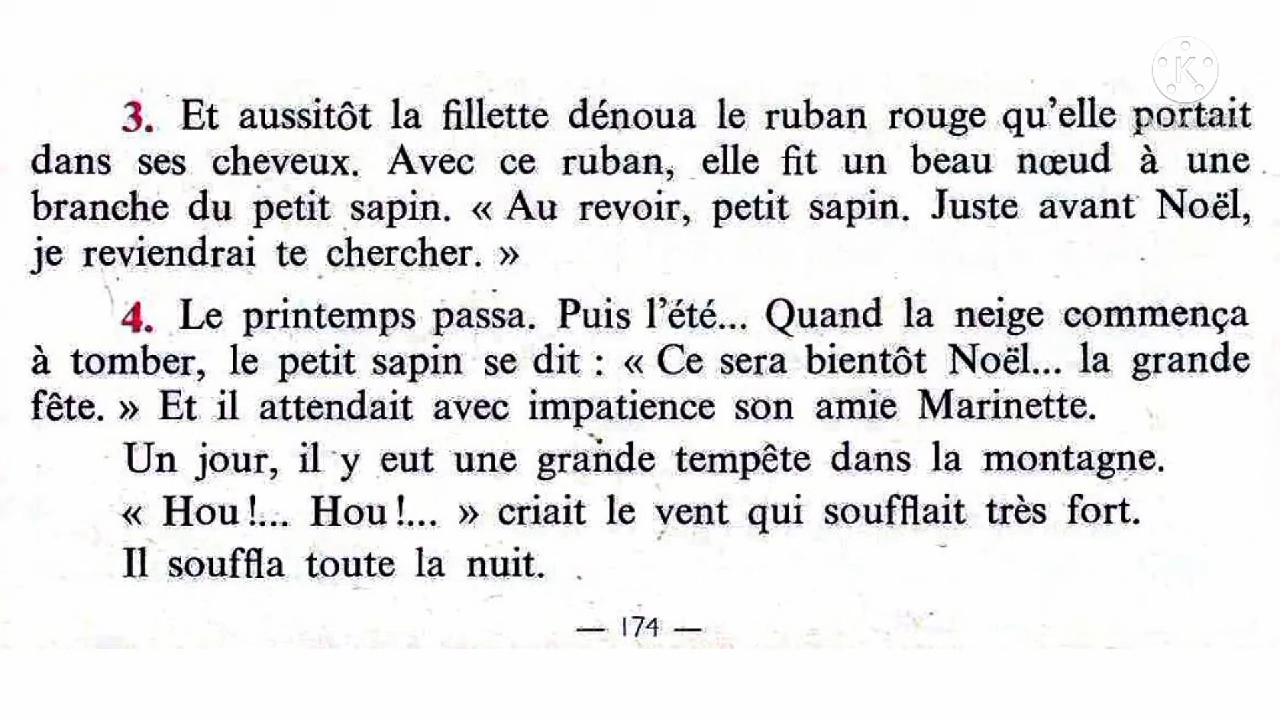 K
3. Et aussitôt la fillette dénoua le ruban rouge qu'elle portait
dans ses cheveux. Avec ce ruban, elle fit un beau nœud à une
branche du petit sapin. « Au revoir, petit sapin. Juste avant Noël,
je reviendrai te chercher. »
4. Le printemps passa. Puis l'été... Quand la neige commença
à tomber, le petit sapin se dit : « Ce sera bientôt Noël... la grande
fête. » Et il attendait avec impatience son amie Marinette.
Un jour, il y eut une grande tempête dans la montagne.
« Hou !... Hou !... » criait le vent qui soufflait très fort.
Il souffla toute la nuit.
— 174 —